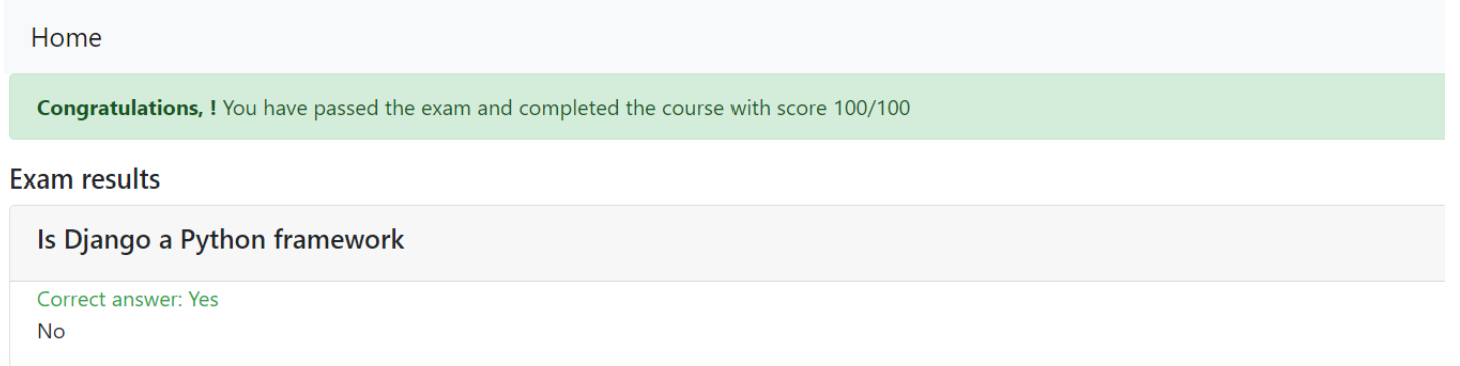 Home
Congratulations, ! You have passed the exam and completed the course with score 100/100
Exam results
Is Django a Python framework
Correct answer: Yes
No